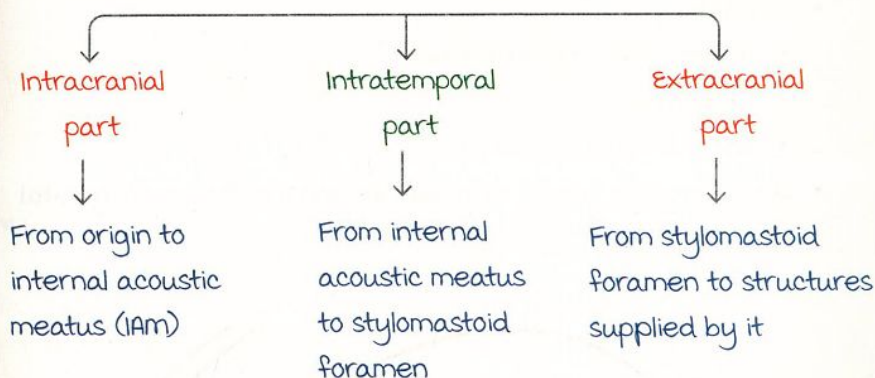 Intracranial
part
From origin to
internal acoustic
meatus (IAm)
Intratemporal
part
From internal
acoustic meatus
to stylomastoid
foramen
Extracranial
part
From stylomastoid
foramen to structures
supplied by it